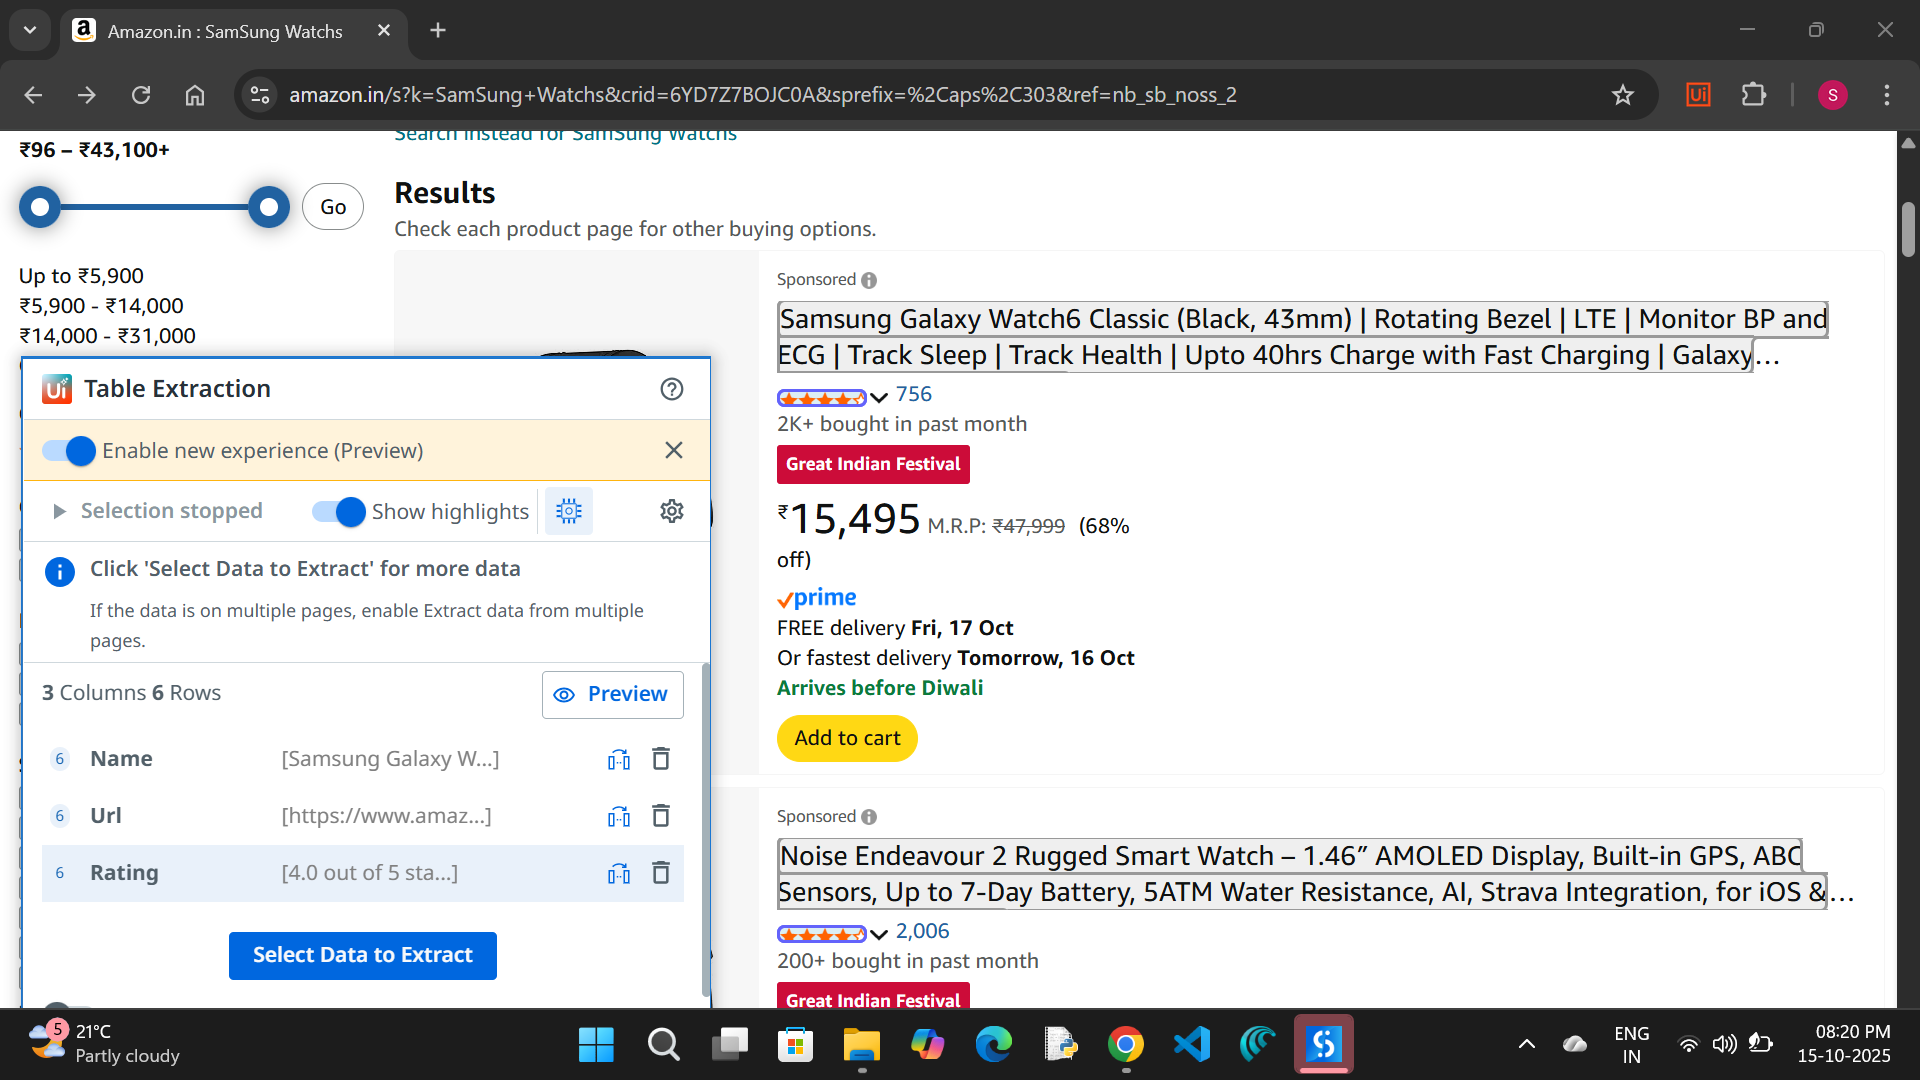 Amazon.in : SamSung Watchs
amazon.in/s?k=SamSung+Watchs&crid=6YD7Z7BOJC0A&sprefix=%2Caps%2C303&ref=nb_sb_noss_2
S
Search instead for SamSung Watchs
₹96 – ₹43,100+
Go
Up to ₹5,900
₹5,900 - ₹14,000
₹14,000 - ₹31,000
Results
Check each product page for other buying options.
Sponsored
Samsung Galaxy Watch6 Classic (Black, 43mm) | Rotating Bezel | LTE | Monitor BP and
ECG | Track Sleep | Track Health | Upto 40hrs Charge with Fast Charging | Galaxy…
756
2K+ bought in past month
Great Indian Festival
₹15,495 M.R.P: ₹47,999 (68%
off)
prime
FREE delivery Fri, 17 Oct
Or fastest delivery Tomorrow, 16 Oct
Arrives before Diwali
Add to cart
Sponsored
Noise Endeavour 2 Rugged Smart Watch – 1.46” AMOLED Display, Built-in GPS, ABC
Sensors, Up to 7-Day Battery, 5ATM Water Resistance, AI, Strava Integration, for iOS &…
2,006
200+ bought in past month
Great Indian Festival
Ui Table Extraction
Enable new experience (Preview)
Selection stopped
Show highlights
Click 'Select Data to Extract' for more data
If the data is on multiple pages, enable Extract data from multiple
pages.
3 Columns 6 Rows
Preview
6 Name [Samsung Galaxy W...]
6 Url [https://www.amaz...]
6 Rating [4.0 out of 5 sta...]
Select Data to Extract
5
21°C
Partly cloudy
ENG
IN
08:20 PM
15-10-2025